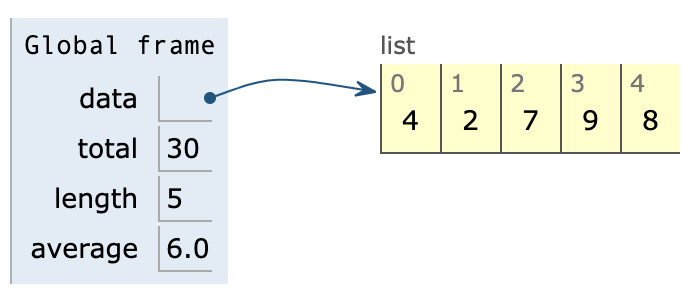 Global frame
data
total 30
length 5
average 6.0
list
0 1 2 3 4
4 2 7 9 8